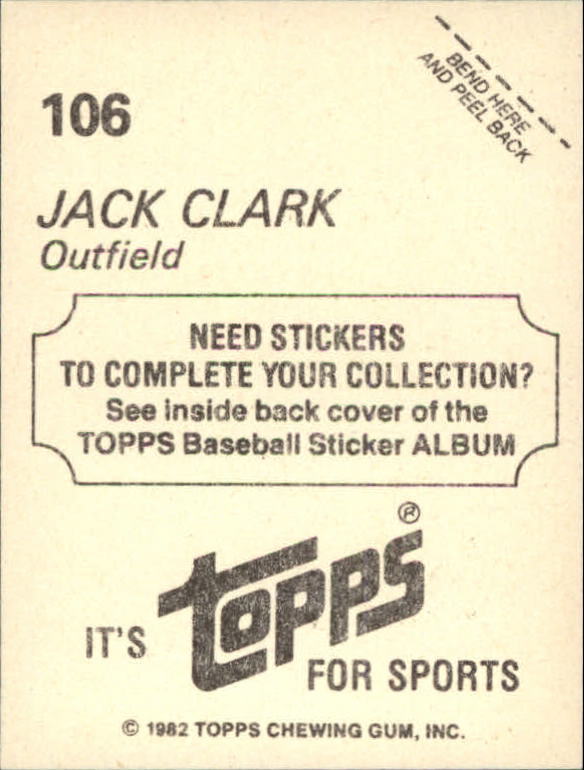 BEND HERE
AND PEEL BACK
106
JACK CLARK
Outfield
NEED STICKERS
TO COMPLETE YOUR COLLECTION?
See inside back cover of the
TOPPS Baseball Sticker ALBUM
IT'S topps®
FOR SPORTS
© 1982 TOPPS CHEWING GUM, INC.